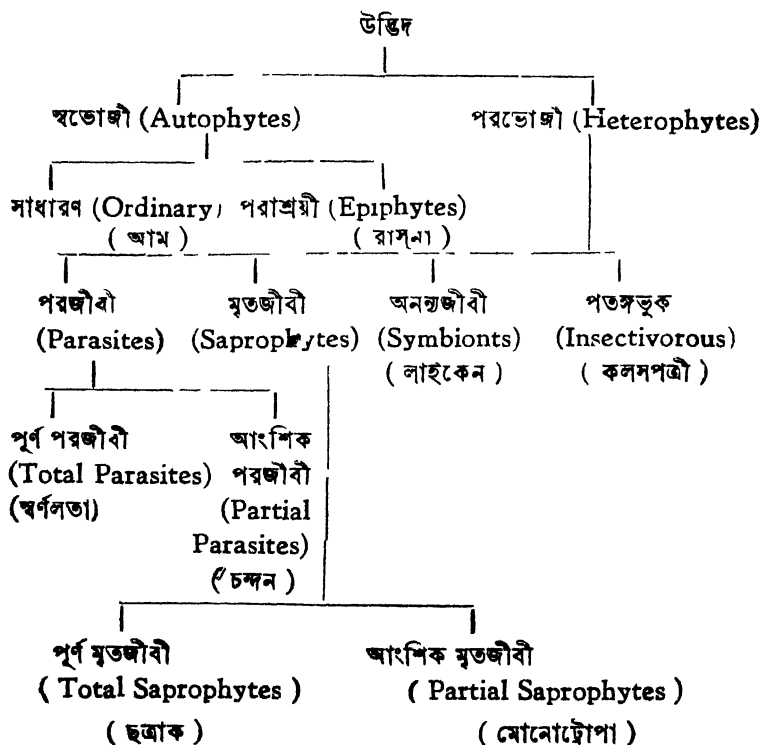 উদ্ভিদ
স্বভোজী (Autophytes) পরভোজী (Heterophytes)
সাধারণ (Ordinary) পরাশ্রয়ী (Epiphytes)
( আম ) ( রাস্না )
পরজীবী মৃতজীবী অনন্যজীবী পতঙ্গভুক
(Parasites) (Saprophytes) (Symbionts) (Insectivorous)
( লাইকেন ) ( কলসপত্রী )
পূর্ণ পরজীবী আংশিক
(Total Parasites) পরজীবী
(স্বর্ণলতা) (Partial
Parasites)
( চন্দন )
পূর্ণ মৃতজীবী আংশিক মৃতজীবী
( Total Saprophytes ) ( Partial Saprophytes )
( ছত্রাক ) ( মোনোট্রোপা )